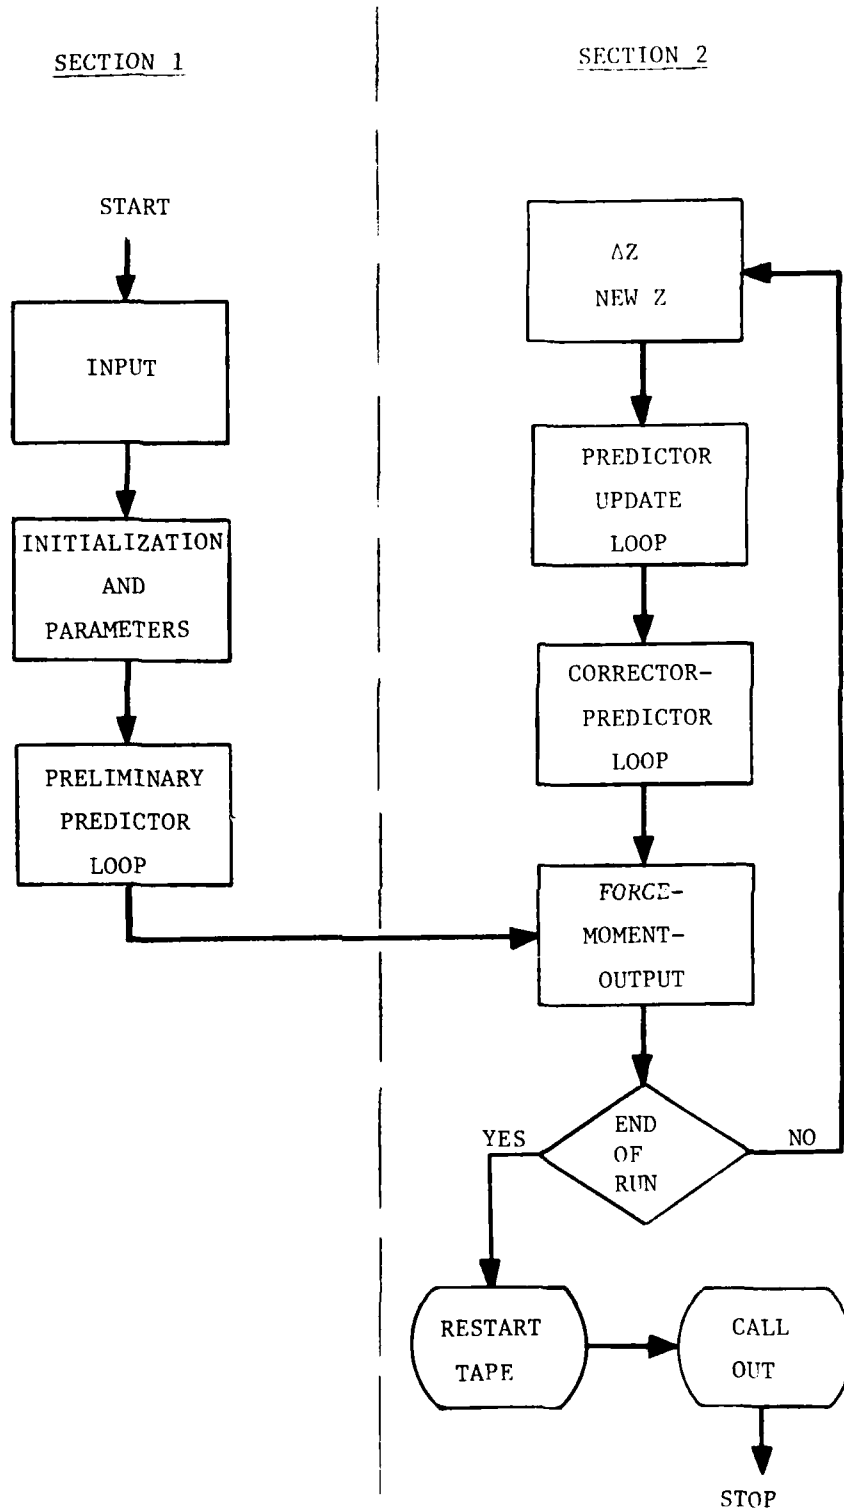 SECTION 1
START
INPUT
INITIALIZATION
AND
PARAMETERS
PRELIMINARY
PREDICTOR
LOOP
SECTION 2
ΔZ
NEW Z
PREDICTOR
UPDATE
LOOP
CORRECTOR-
PREDICTOR
LOOP
FORCE-
MOMENT-
OUTPUT
END
OF
RUN
YES
NO
RESTART
TAPE
CALL
OUT
STOP